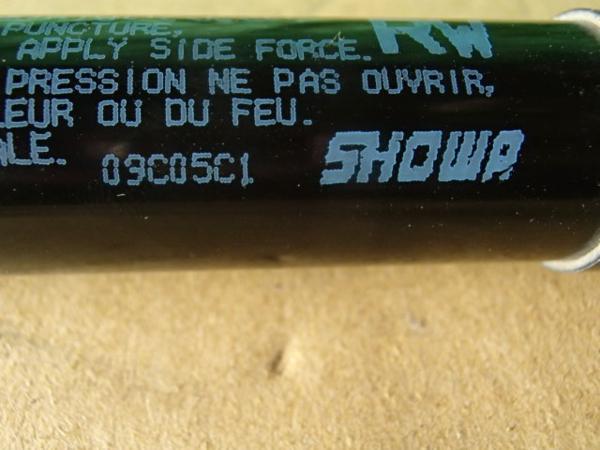 PUNCTURE,
APPLY SIDE FORCE. RW
PRESSION NE PAS OUVRIR,
LEUR OU DU FEU.
ALE.
09C05C1 SHOWA